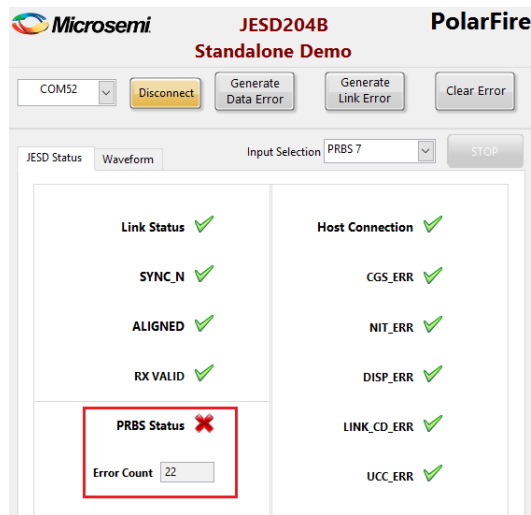 Microsemi
JESD204B
Standalone Demo
PolarFire
COM52
Disconnect
Generate
Data Error
Generate
Link Error
Clear Error
JESD Status
Waveform
Input Selection
PRBS 7
STOP
Link Status
SYNC_N
ALIGNED
RX VALID
PRBS Status
Error Count
22
Host Connection
CGS_ERR
NIT_ERR
DISP_ERR
LINK_CD_ERR
UCC_ERR